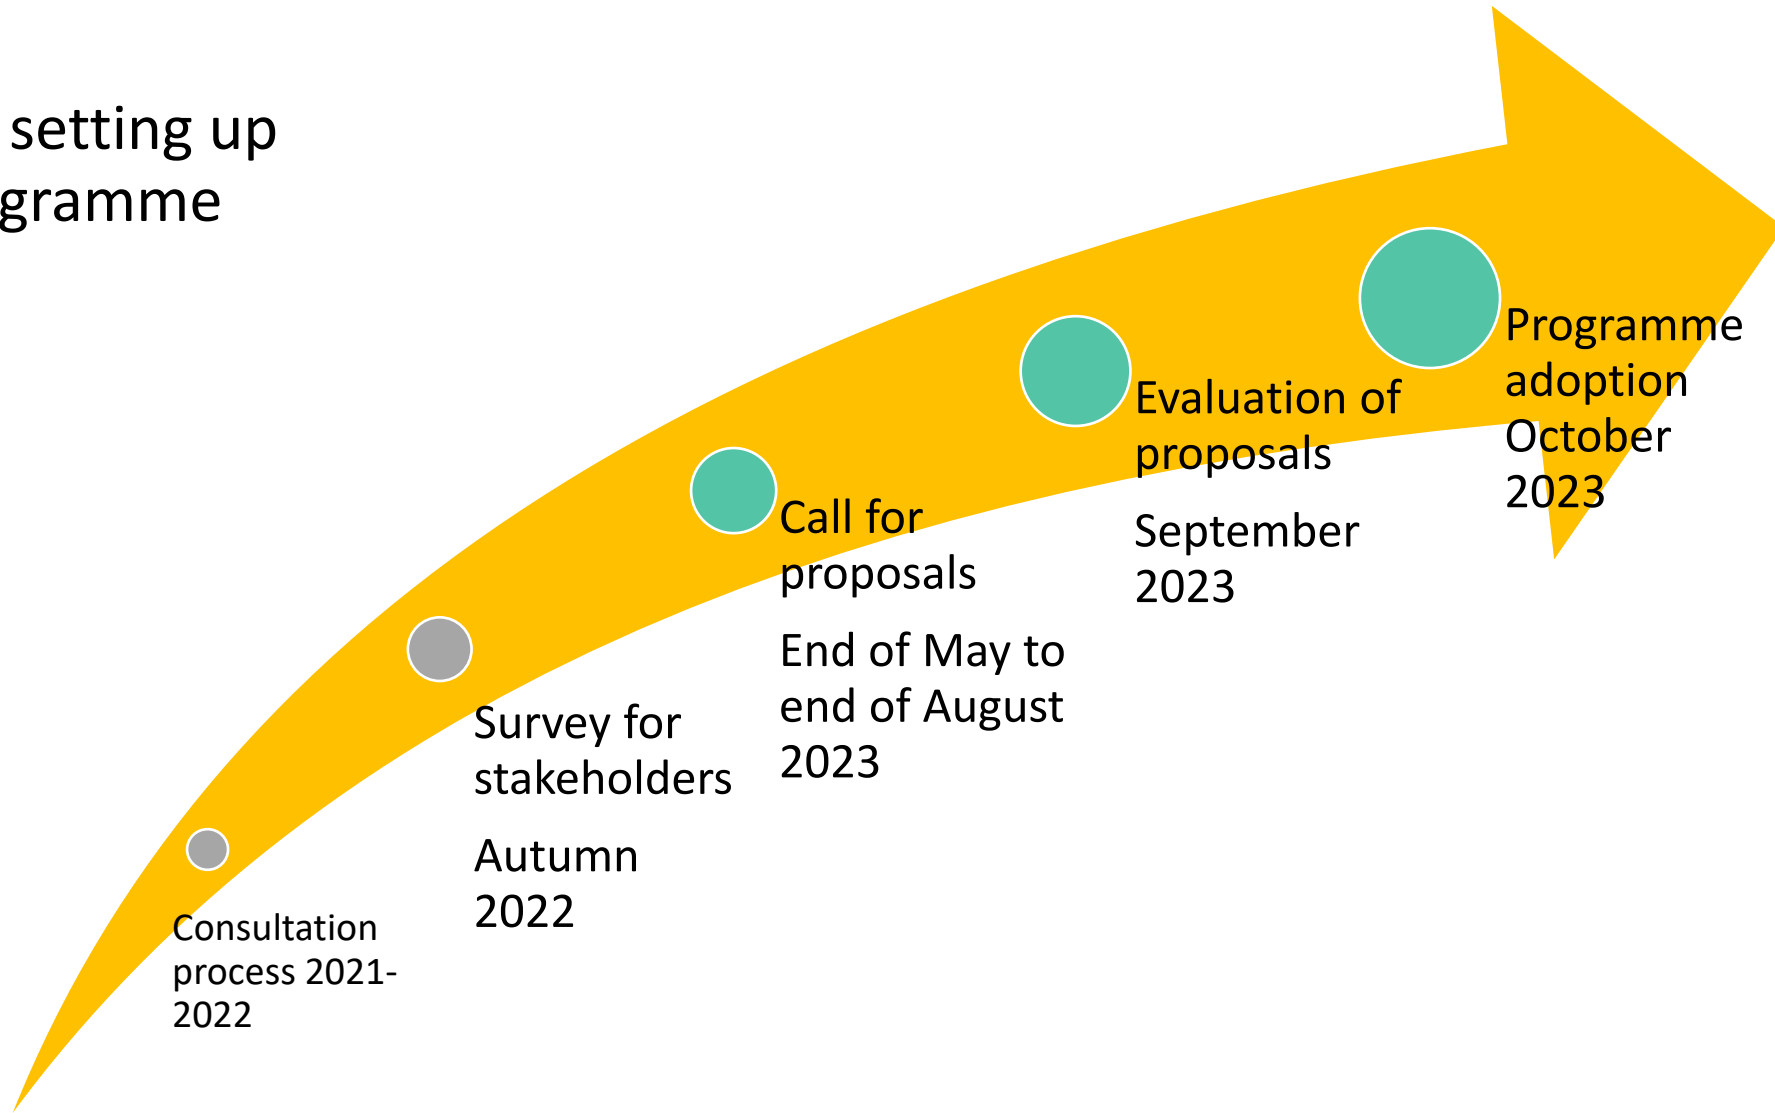 setting up
gramme
Consultation
process 2021-
2022
Survey for
stakeholders
Autumn
2022
Call for
proposals
End of May to
end of August
2023
Evaluation of
proposals
September
2023
Programme
adoption
October
2023